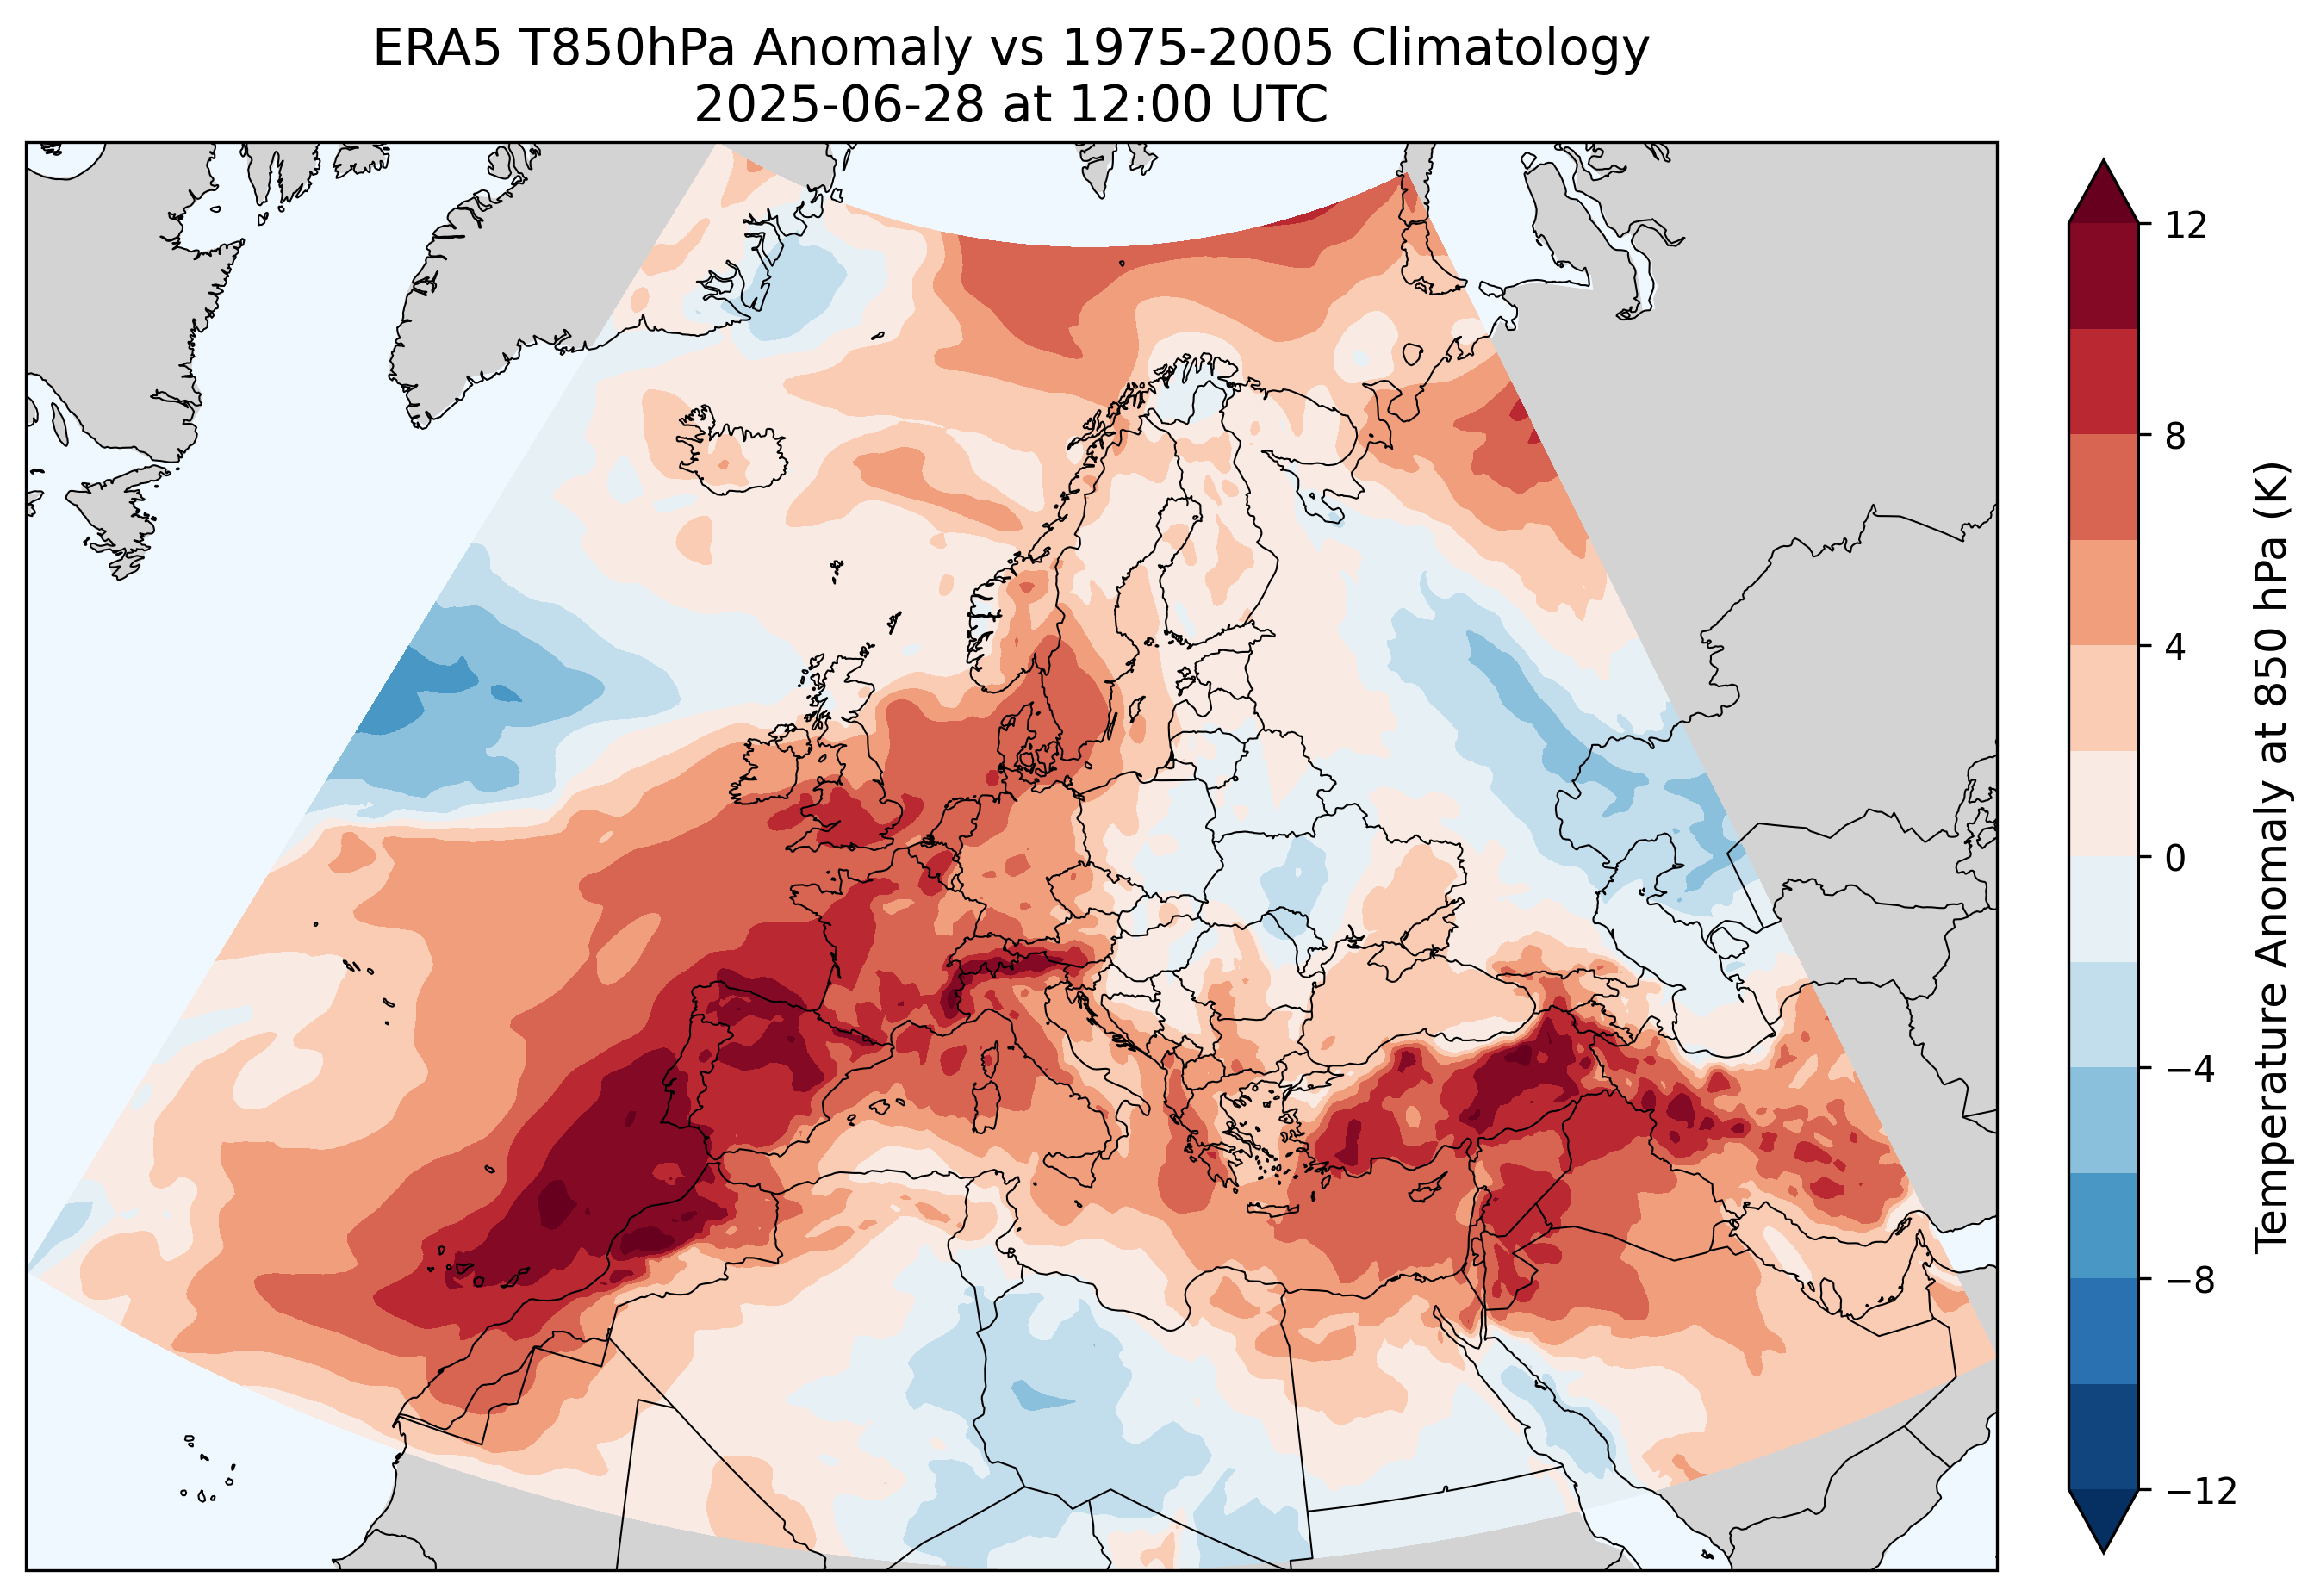 ERA5 T850hPa Anomaly vs 1975-2005 Climatology
2025-06-28 at 12:00 UTC
12
8
4
0
−4
−8
−12
Temperature Anomaly at 850 hPa (K)